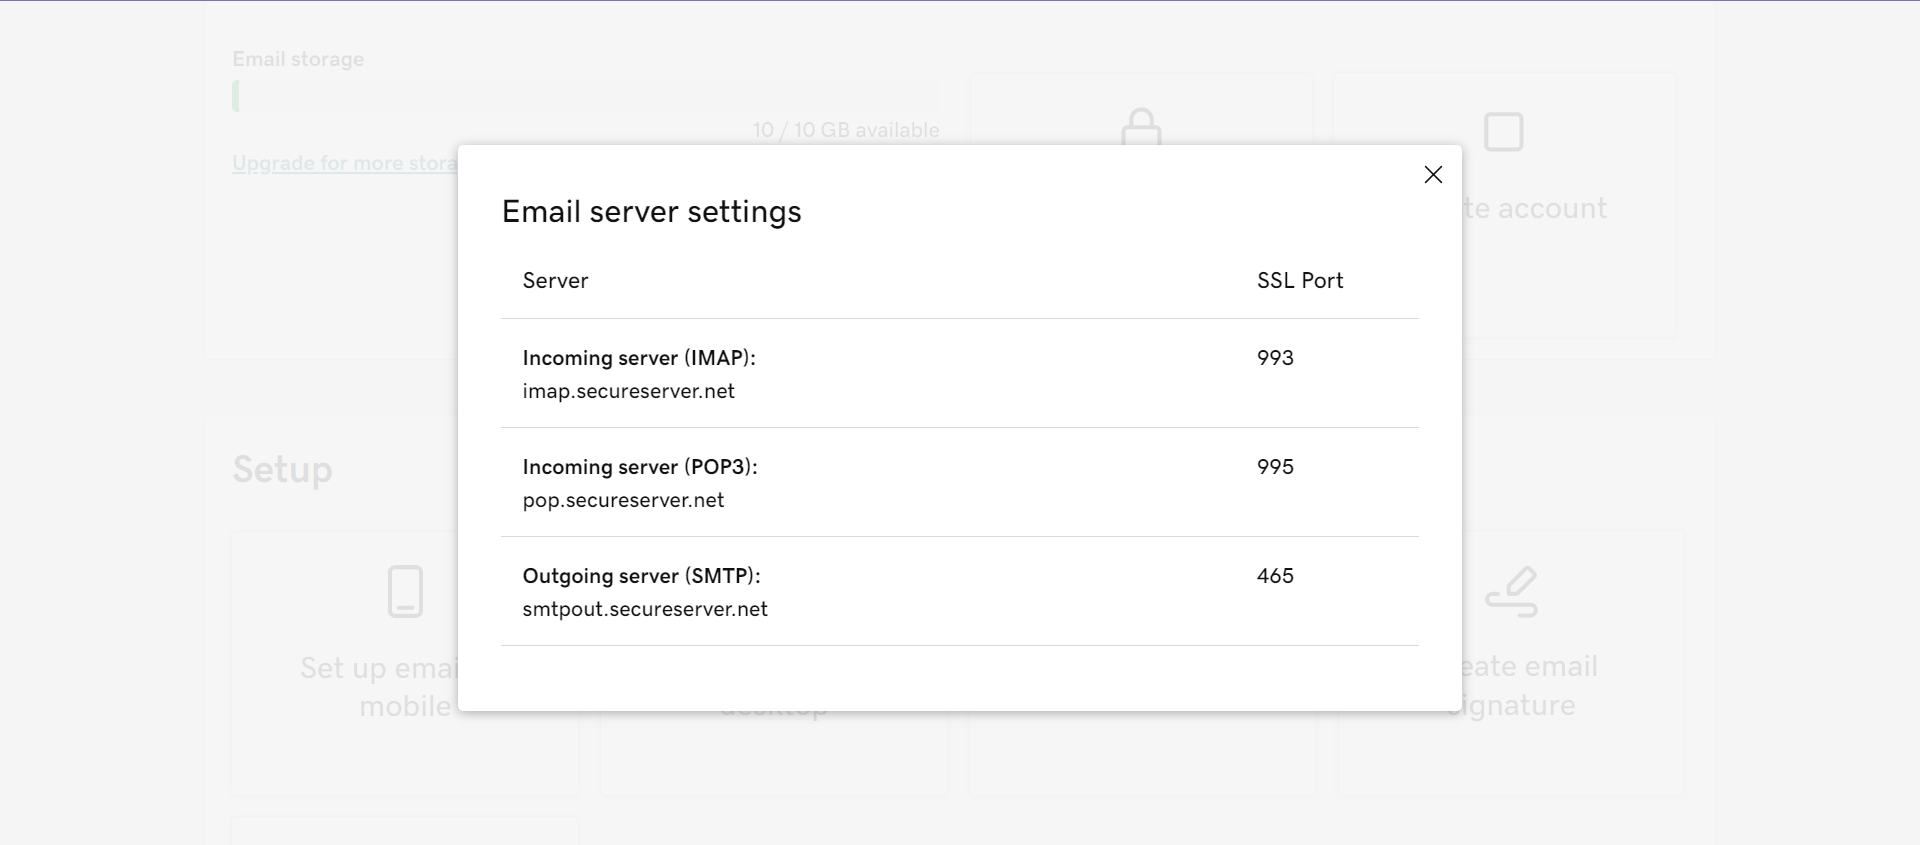 Email storage
10 / 10 GB available
Upgrade for more stora
te account
Email server settings
Server SSL Port
Incoming server (IMAP): 993
imap.secureserver.net
Incoming server (POP3): 995
pop.secureserver.net
Outgoing server (SMTP): 465
smtpout.secureserver.net
Setup
Set up emai
mobile
desktop
eate email
signature